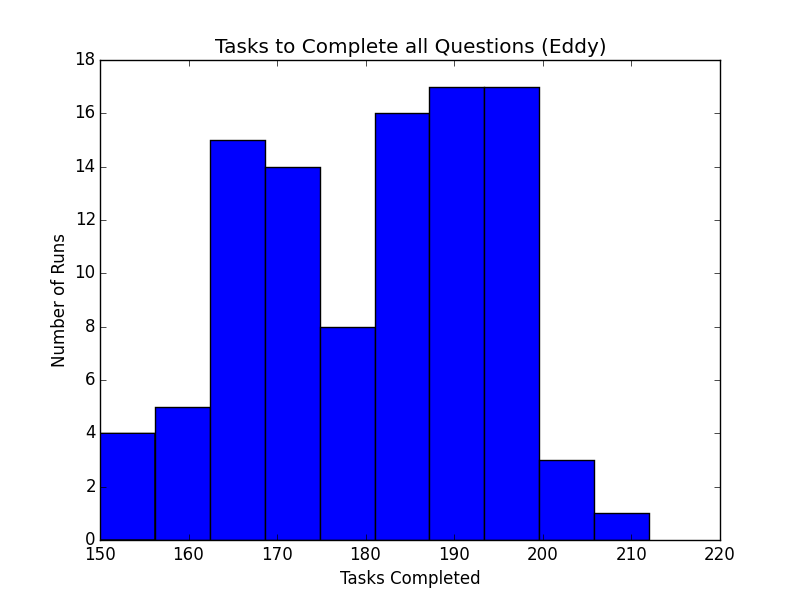 Tasks to Complete all Questions (Eddy)
18
16
14
12
10
8
6
4
2
0
Number of Runs
150 160 170 180 190 200 210 220
Tasks Completed